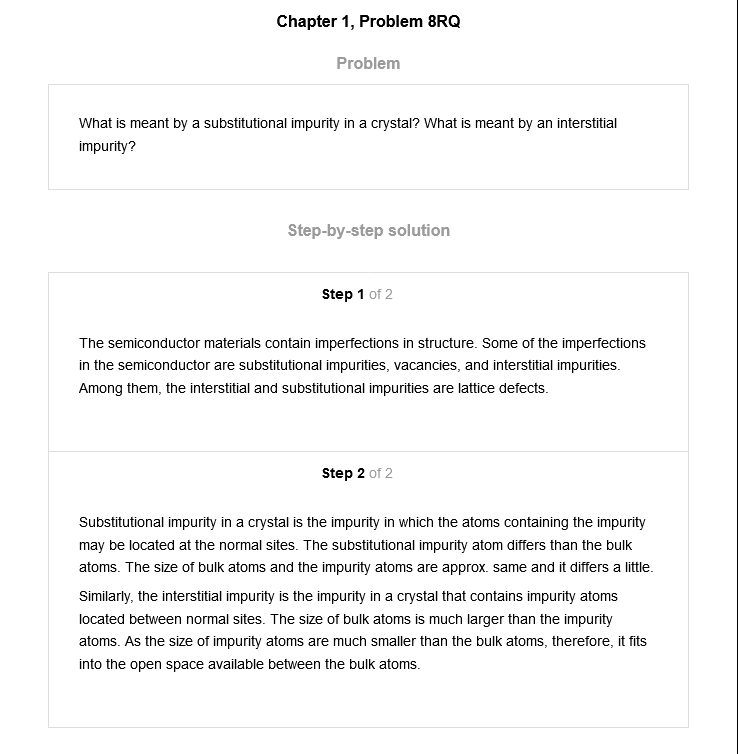 Chapter 1, Problem 8RQ
Problem
What is meant by a substitutional impurity in a crystal? What is meant by an interstitial
impurity?
Step-by-step solution
Step 1 of 2
The semiconductor materials contain imperfections in structure. Some of the imperfections
in the semiconductor are substitutional impurities, vacancies, and interstitial impurities.
Among them, the interstitial and substitutional impurities are lattice defects.
Step 2 of 2
Substitutional impurity in a crystal is the impurity in which the atoms containing the impurity
may be located at the normal sites. The substitutional impurity atom differs than the bulk
atoms. The size of bulk atoms and the impurity atoms are approx. same and it differs a little.
Similarly, the interstitial impurity is the impurity in a crystal that contains impurity atoms
located between normal sites. The size of bulk atoms is much larger than the impurity
atoms. As the size of impurity atoms are much smaller than the bulk atoms, therefore, it fits
into the open space available between the bulk atoms.